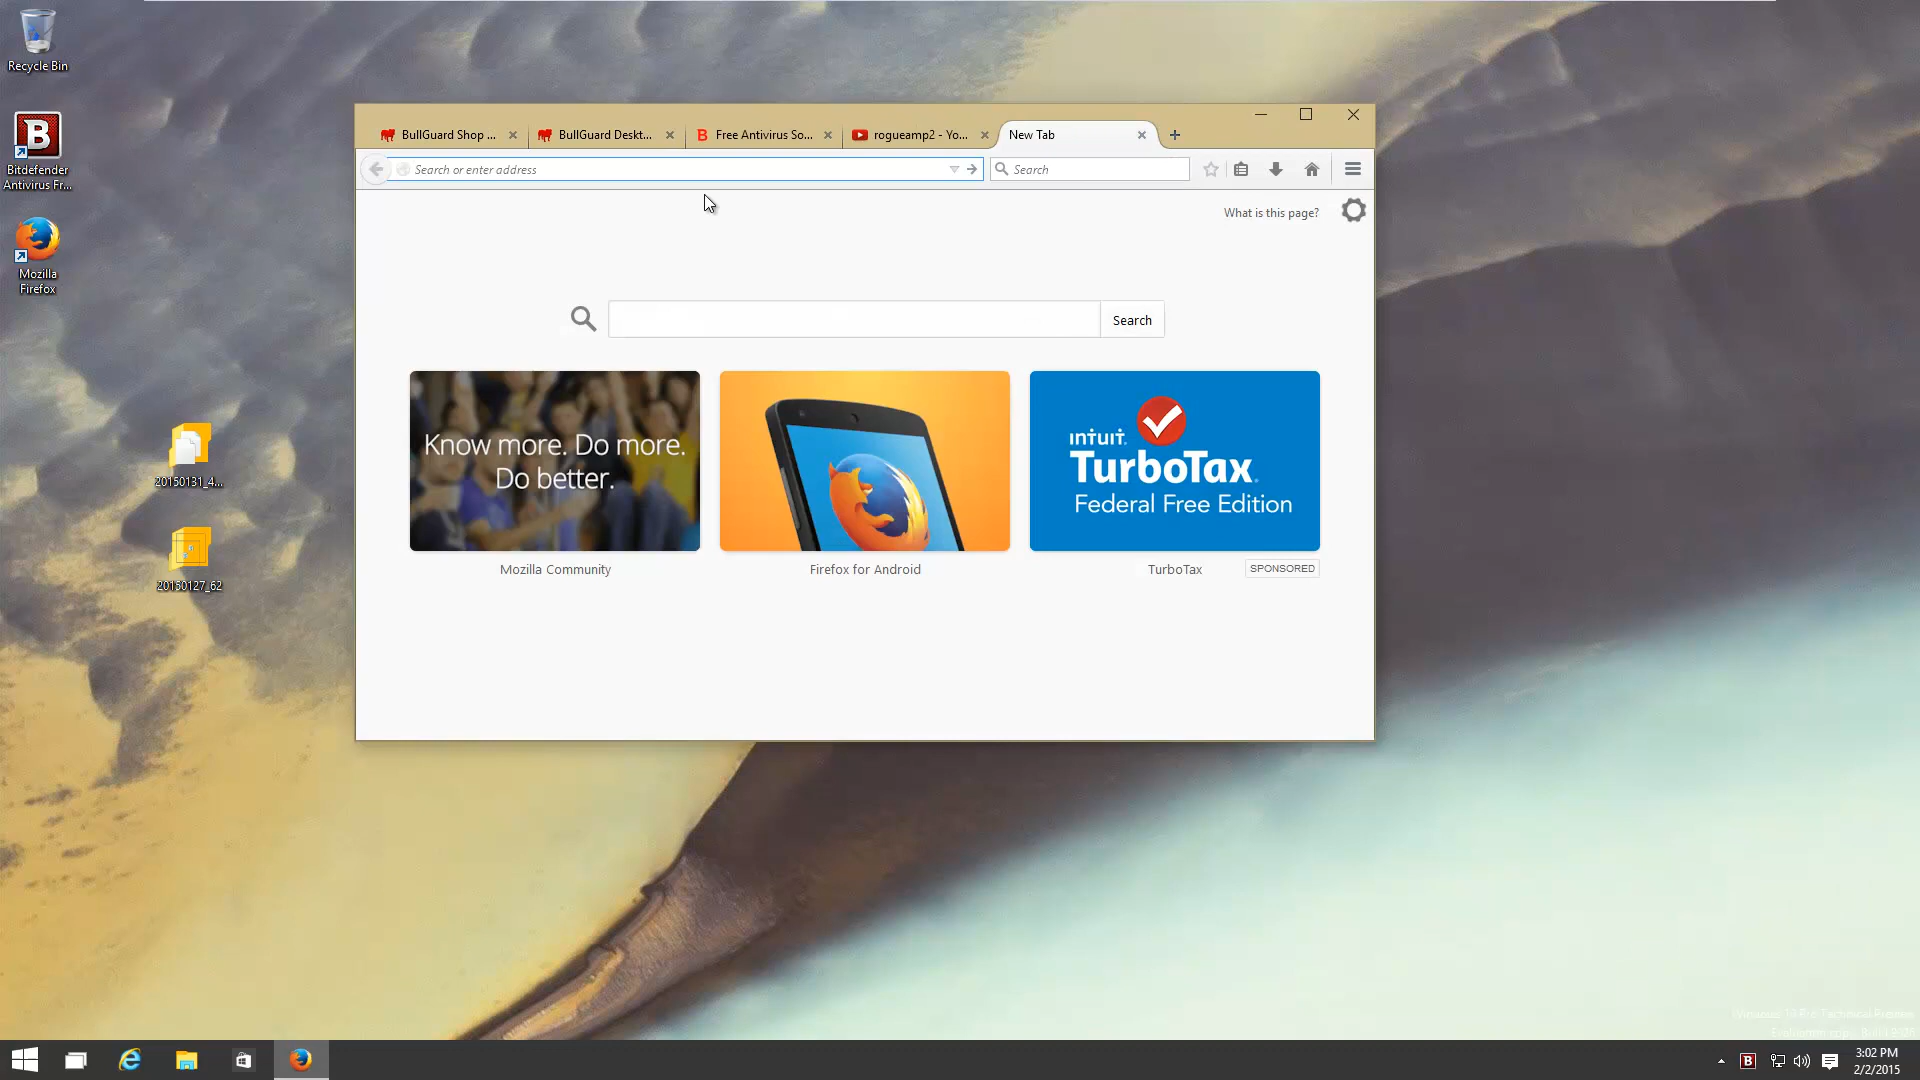 Recycle Bin
Bitdefender
Antivirus Fr...
Mozilla
Firefox
20150131_4...
20150127_62
BullGuard Shop ...
BullGuard Deskt...
Free Antivirus So...
rogueamp2 - Yo...
New Tab
Search or enter address
Search
What is this page?
Search
Know more. Do more.
Do better.
intuit.
TurboTax
Federal Free Edition
Mozilla Community
Firefox for Android
TurboTax
SPONSORED
3:02 PM
2/2/2015